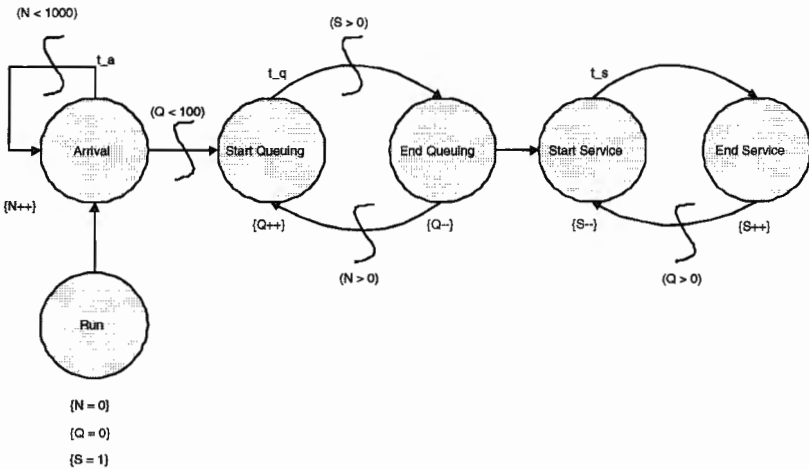 (N < 1000)
(S > 0)
t_a
t_q
t_s
(Q < 100)
Arrival
Start Queuing
End Queuing
Start Service
End Service
{N++}
{Q++}
{Q--}
{S--}
{S++}
(N > 0)
(Q > 0)
Run
{N = 0}
{Q = 0}
{S = 1}